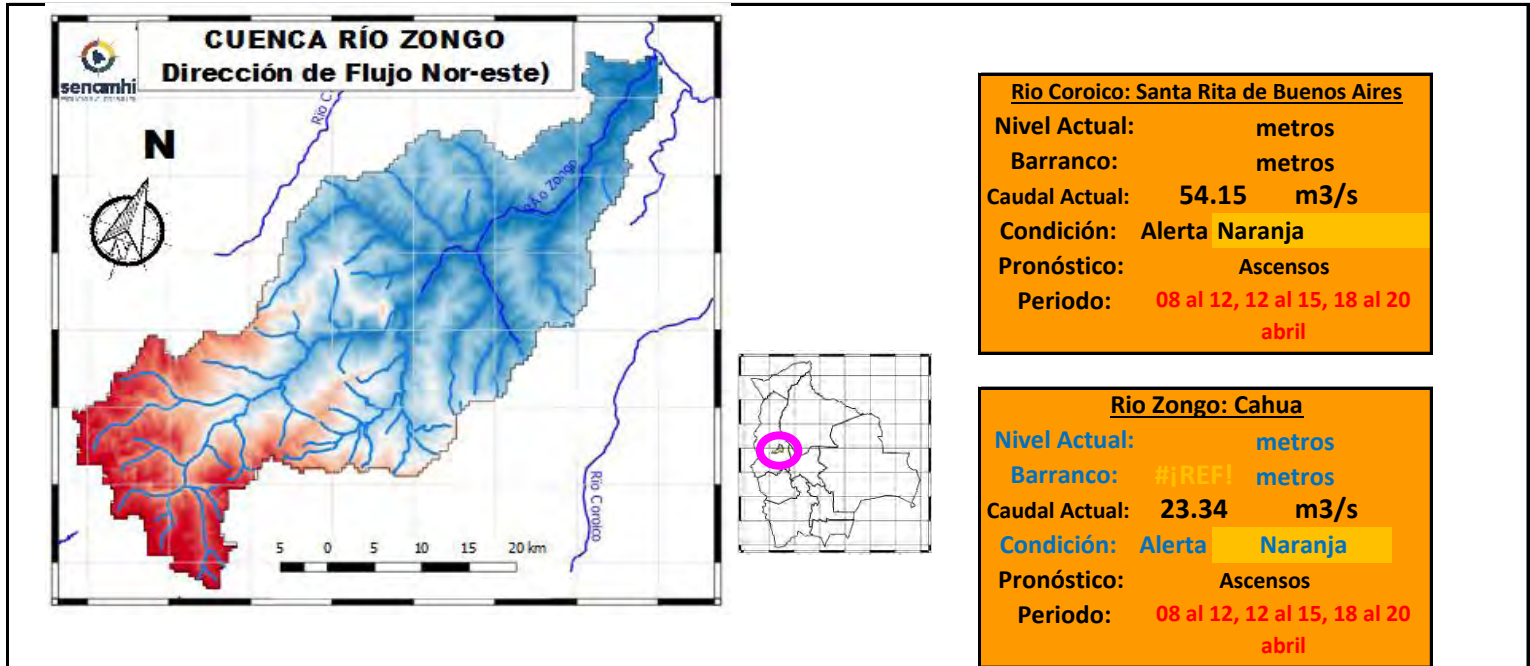 CUENCA RÍO ZONGO
Dirección de Flujo Nor-este)
sencamhi
N
Río C
Río Zongo
Río Coroico
5 0 5 10 15 20 km
Rio Coroico: Santa Rita de Buenos Aires
Nivel Actual: metros
Barranco: metros
Caudal Actual: 54.15 m3/s
Condición: Alerta Naranja
Pronóstico: Ascensos
Periodo: 08 al 12, 12 al 15, 18 al 20
abril
Rio Zongo: Cahua
Nivel Actual: metros
Barranco: #¡REF! metros
Caudal Actual: 23.34 m3/s
Condición: Alerta Naranja
Pronóstico: Ascensos
Periodo: 08 al 12, 12 al 15, 18 al 20
abril